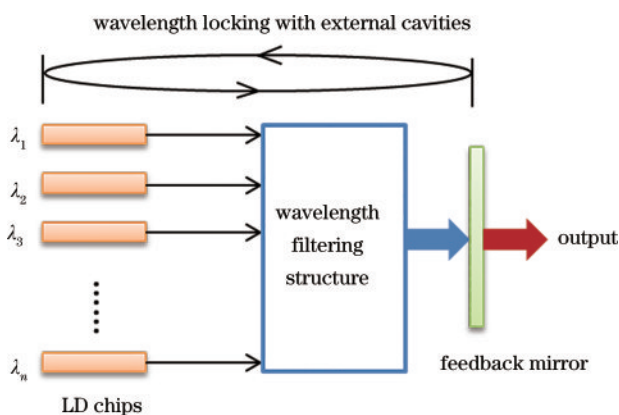 wavelength locking with external cavities
λ1
λ2
λ3
λn
wavelength
filtering
structure
output
feedback mirror
LD chips